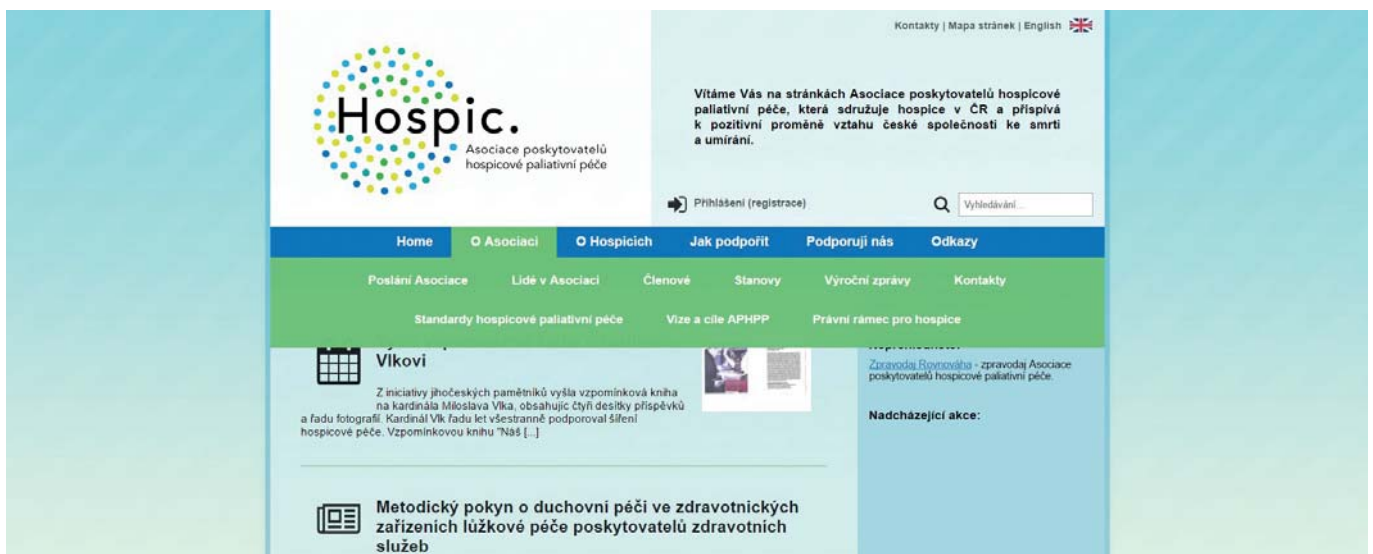 Kontakty | Mapa stránek | English
Hospic.
Asociace poskytovatelů
hospicové paliativní péče
Vítáme Vás na stránkách Asociace poskytovatelů hospicové
paliativní péče, která sdružuje hospice v ČR a přispívá
k pozitivní proměně vztahu české společnosti ke smrti
a umírání.
Přihlášení (registrace)
Vyhledávání...
Home O Asociaci O Hospicích Jak podpořit Podporují nás Odkazy
Poslání Asociace Lidé v Asociaci Členové Stanovy Výroční zprávy Kontakty
Standardy hospicové paliativní péče Vize a cíle APHPP Právní rámec pro hospice
Vlkovi
Z iniciativy jihočeských pamětníků vyšla vzpomínková kniha
na kardinála Miloslava Vlka, obsahujíc čtyři desítky příspěvků
a řadu fotografií. Kardinál Vlk řadu let všestranně podporoval šíření
hospicové péče. Vzpomínkovou knihu "Náš [...]
Zpravodaj Rovnováha - zpravodaj Asociace
poskytovatelů hospicové paliativní péče.
Nadcházející akce:
Metodický pokyn o duchovní péči ve zdravotnických
zařízeních lůžkové péče poskytovatelů zdravotních
služeb